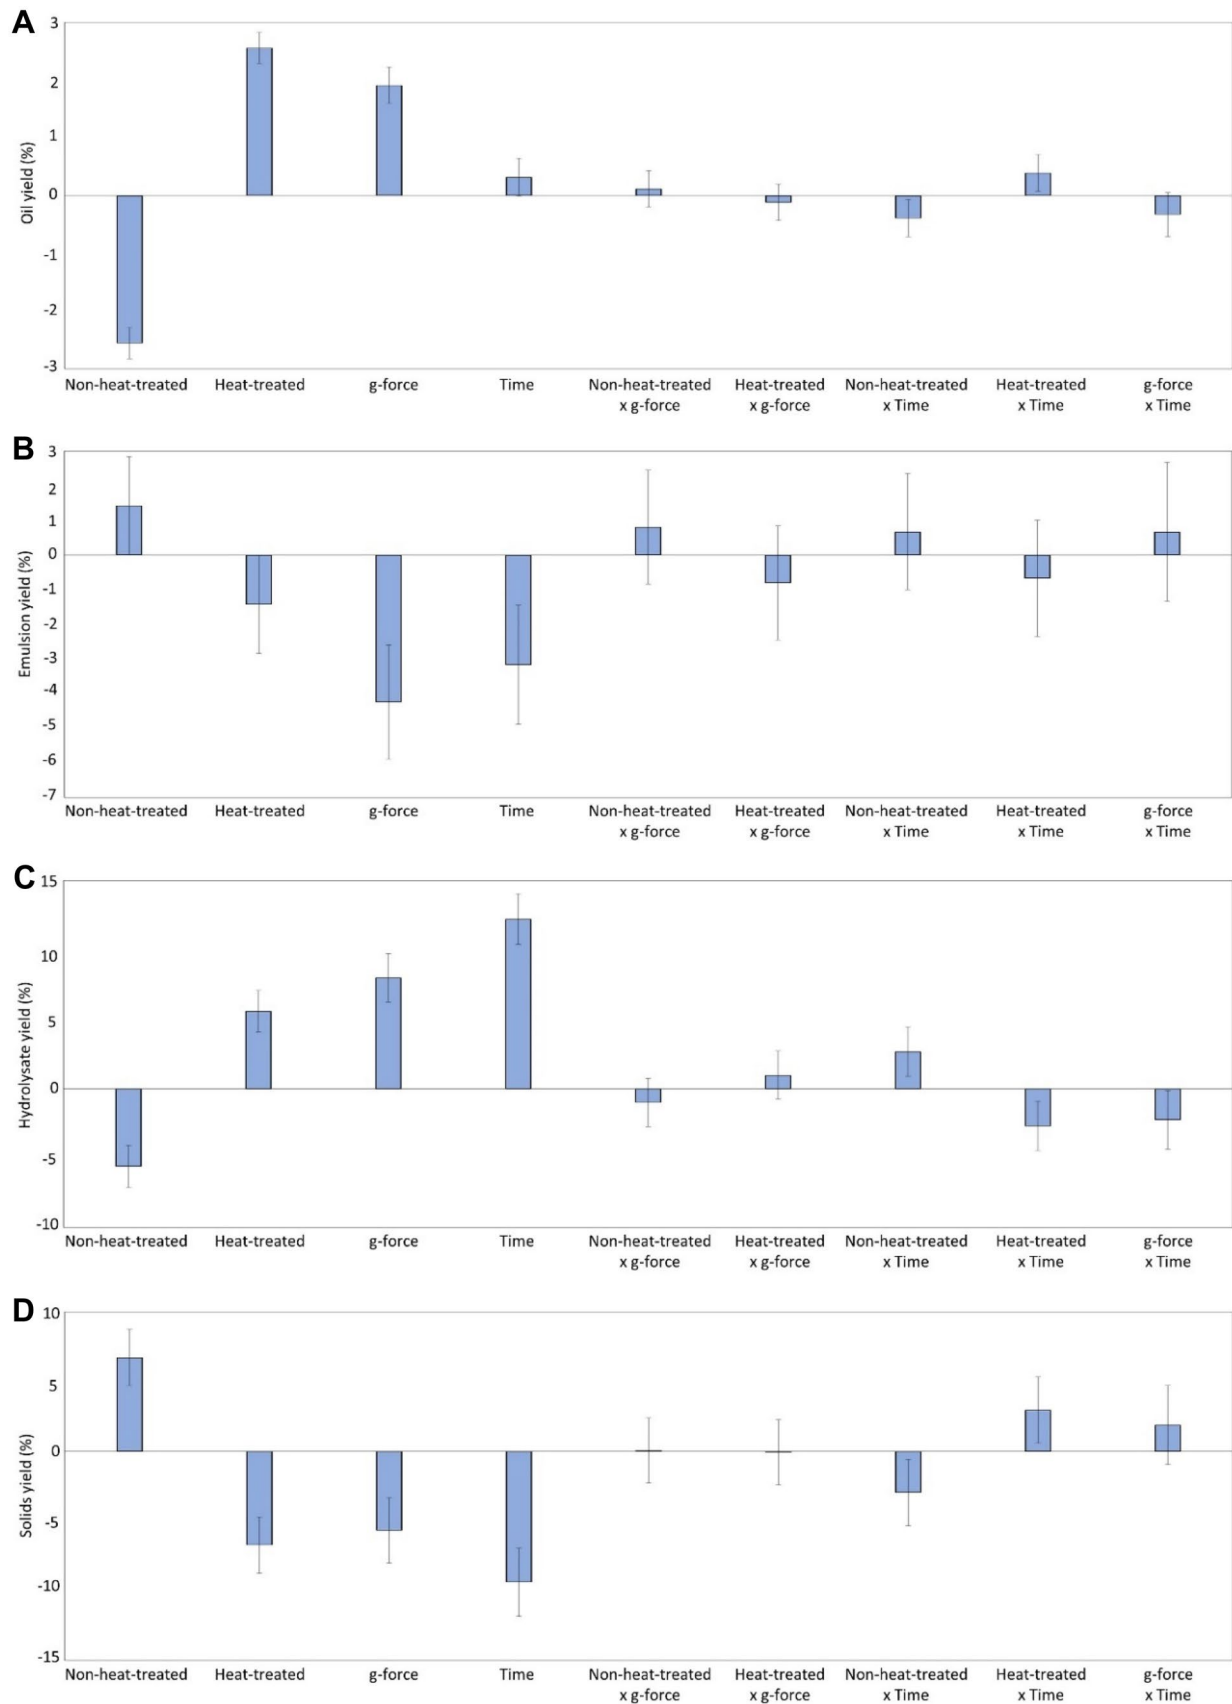 A
Oil yield (%)
3
2
1
0
-1
-2
-3
Non-heat-treated Heat-treated g-force Time Non-heat-treated Heat-treated Non-heat-treated Heat-treated g-force
x g-force x g-force x Time x Time x Time
B
Emulsion yield (%)
3
2
1
0
-1
-2
-3
-4
-5
-6
-7
Non-heat-treated Heat-treated g-force Time Non-heat-treated Heat-treated Non-heat-treated Heat-treated g-force
x g-force x g-force x Time x Time x Time
C
Hydrolysate yield (%)
15
10
5
0
-5
-10
Non-heat-treated Heat-treated g-force Time Non-heat-treated Heat-treated Non-heat-treated Heat-treated g-force
x g-force x g-force x Time x Time x Time
D
Solids yield (%)
10
5
0
-5
-10
-15
Non-heat-treated Heat-treated g-force Time Non-heat-treated Heat-treated Non-heat-treated Heat-treated g-force
x g-force x g-force x Time x Time x Time